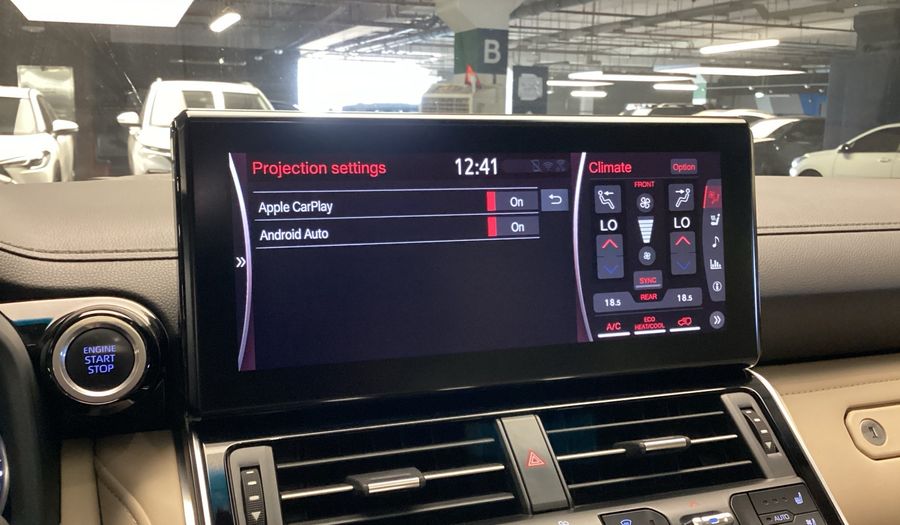 B
Projection settings 12:41
Climate Option
Apple CarPlay On
Android Auto On
FRONT
LO LO
SYNC
18.5 REAR 18.5
A/C ECO HEAT/COOL
ENGINE
START
STOP
1
AUTO